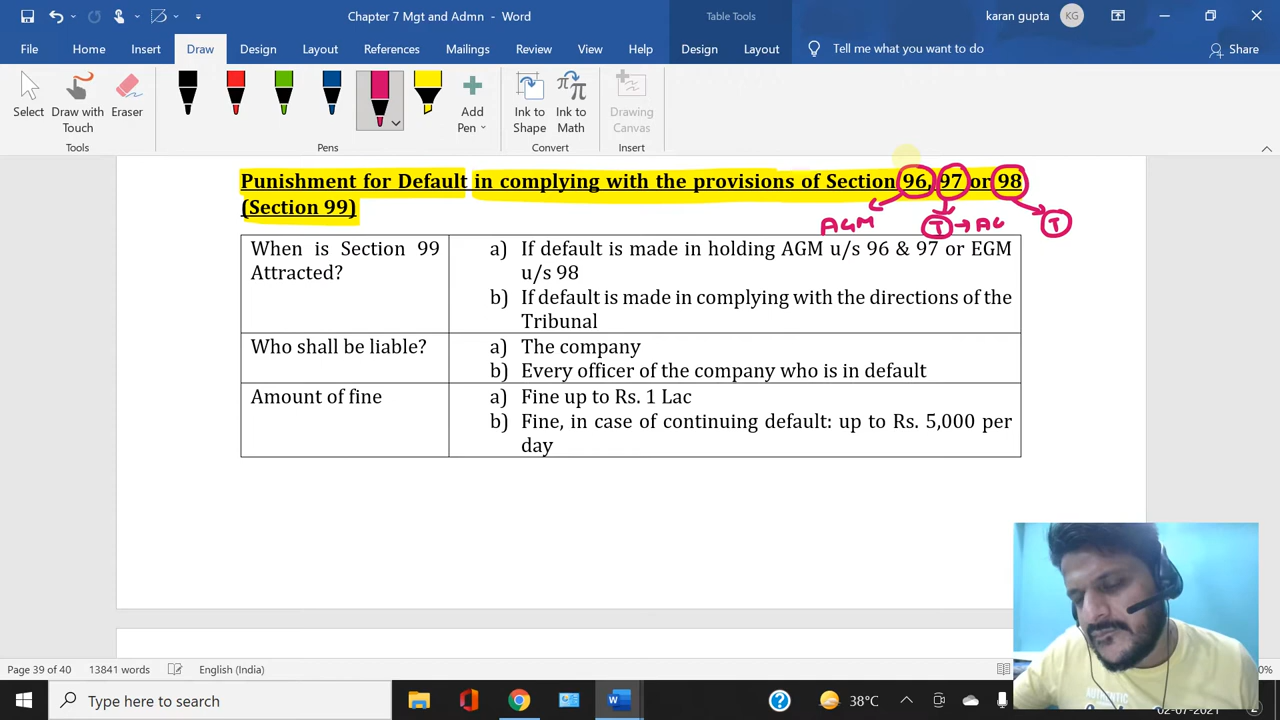 Chapter 7 Mgt and Admn - Word
Table Tools
karan gupta
KG
File Home Insert Draw Design Layout References Mailings Review View Help Design Layout Tell me what you want to do Share
Select
Draw with Touch
Eraser
Add Pen
Ink to Shape
Ink to Math
Drawing Canvas
Tools Pens Convert Insert
Punishment for Default in complying with the provisions of Section 96, 97 or 98
(Section 99)
AGM T → AG T
When is Section 99 Attracted?
a) If default is made in holding AGM u/s 96 & 97 or EGM
u/s 98
b) If default is made in complying with the directions of the
Tribunal
Who shall be liable?
a) The company
b) Every officer of the company who is in default
Amount of fine
a) Fine up to Rs. 1 Lac
b) Fine, in case of continuing default: up to Rs. 5,000 per
day
Page 39 of 40 13841 words English (India) 0%
Type here to search
38°C
02-07-2021